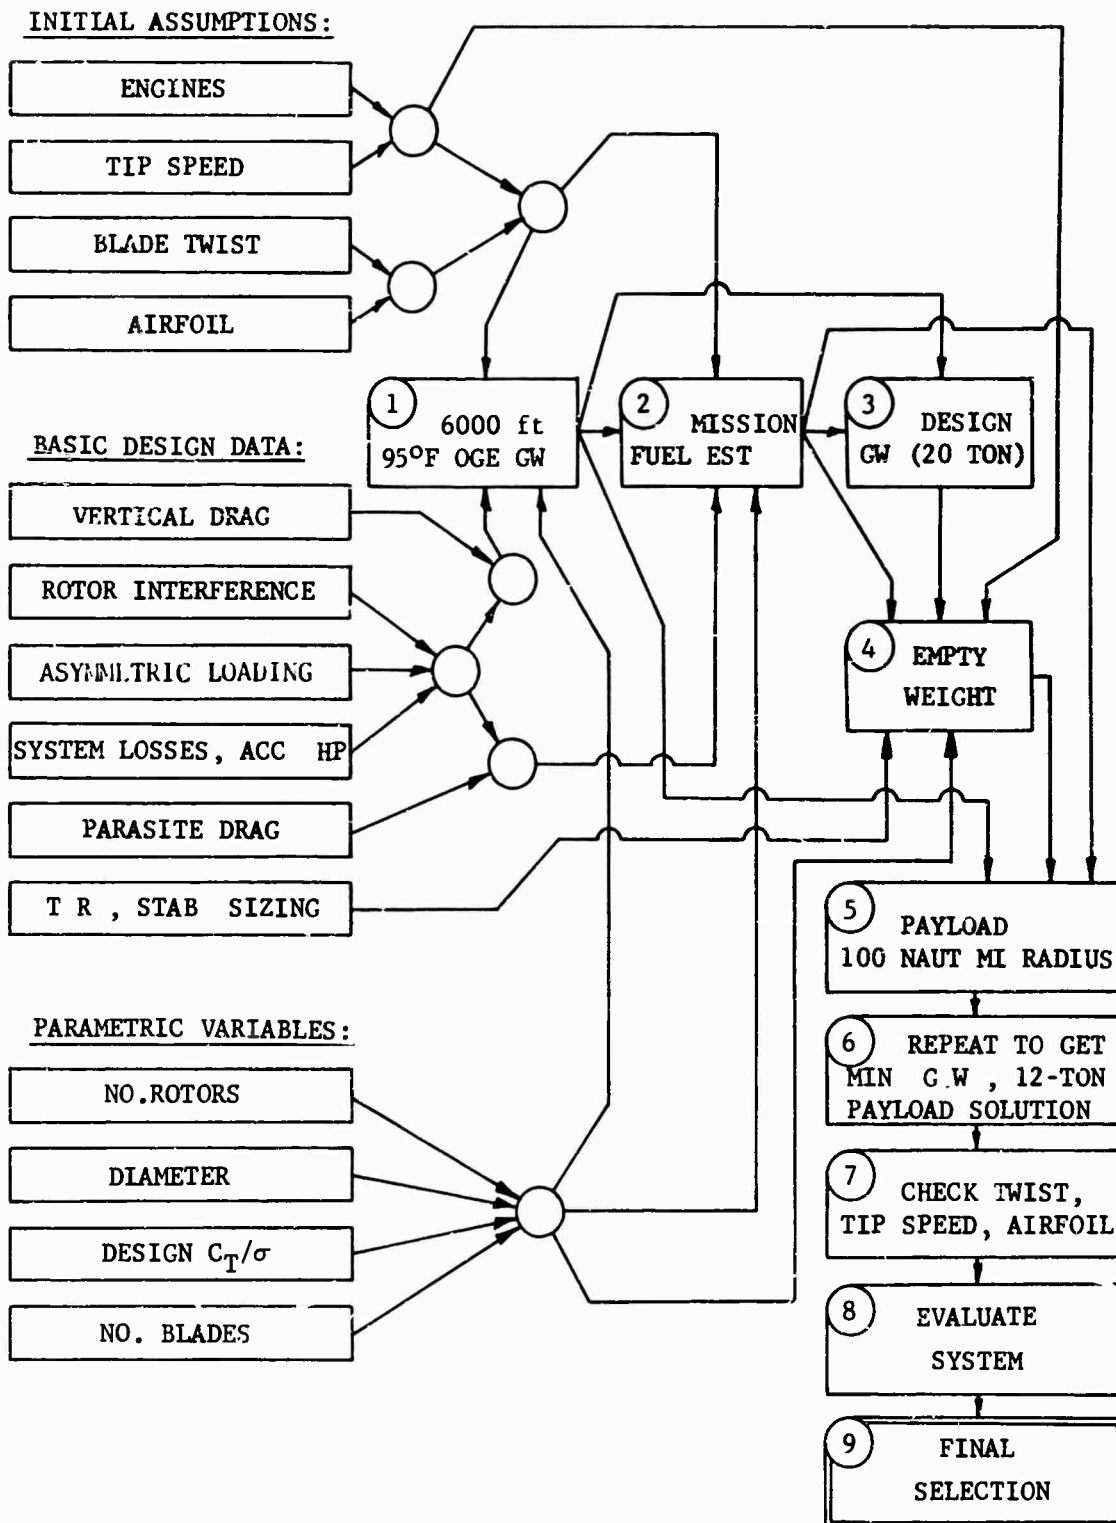 INITIAL ASSUMPTIONS:
ENGINES
TIP SPEED
BLADE TWIST
AIRFOIL
1
6000 ft
95°F OGE GW
2
MISSION
FUEL EST
3
DESIGN
GW (20 TON)
BASIC DESIGN DATA:
VERTICAL DRAG
ROTOR INTERFERENCE
ASYMMLTRIC LOADING
SYSTEM LOSSES, ACC HP
PARASITE DRAG
T R , STAB SIZING
4
EMPTY
WEIGHT
5
PAYLOAD
100 NAUT MI RADIUS
PARAMETRIC VARIABLES:
NO.ROTORS
DIAMETER
DESIGN C_T/σ
NO. BLADES
6
REPEAT TO GET
MIN G.W , 12-TON
PAYLOAD SOLUTION
7
CHECK TWIST,
TIP SPEED, AIRFOIL
8
EVALUATE
SYSTEM
9
FINAL
SELECTION